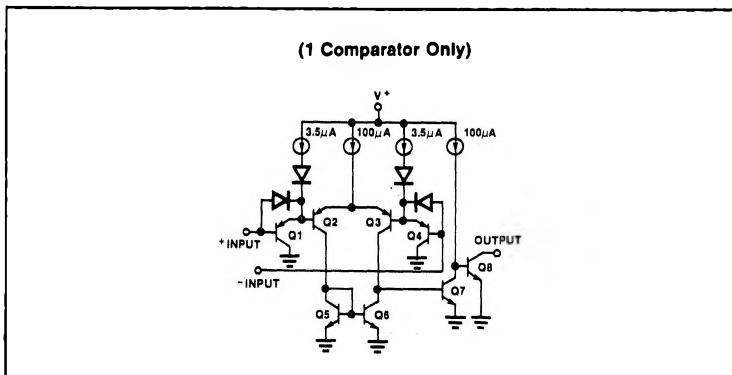 (1 Comparator Only)
V+
3.5μA 100μA 3.5μA 100μA
Q1 Q2 Q3 Q4
+INPUT
OUTPUT
Q8
-INPUT
Q7
Q5 Q6